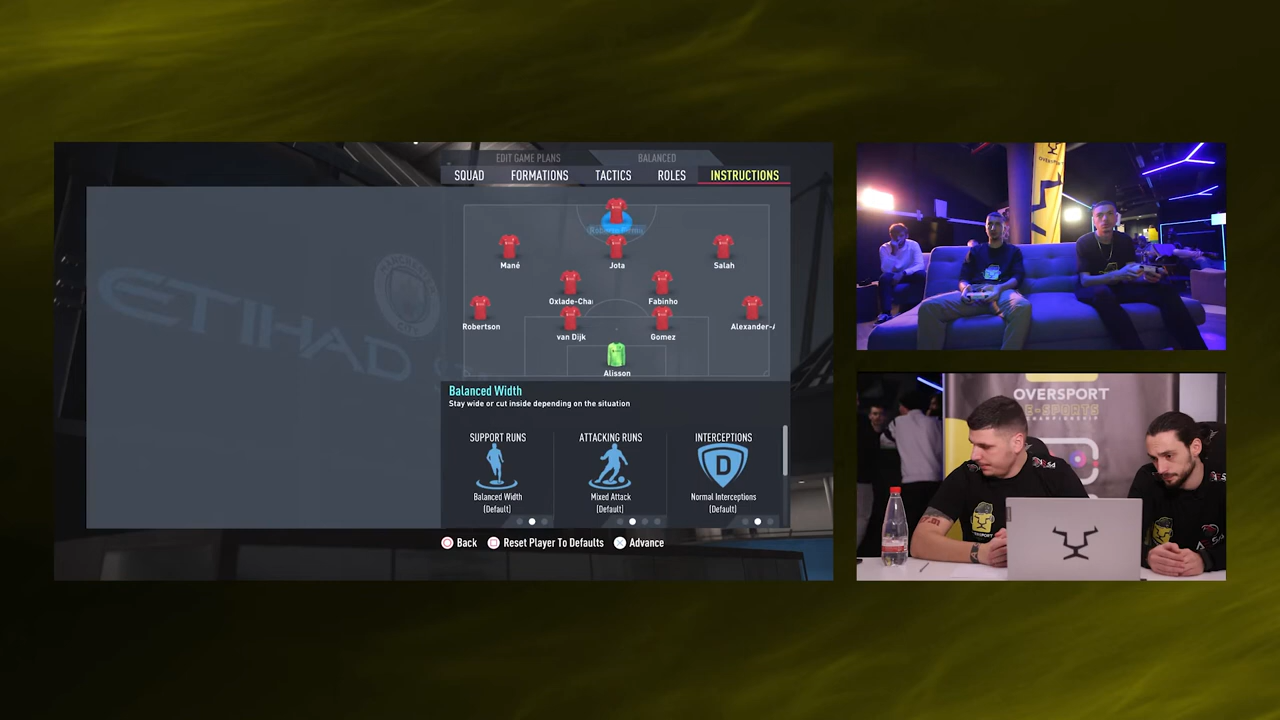 EDIT GAME PLANS
BALANCED
SQUAD
FORMATIONS
TACTICS
ROLES
INSTRUCTIONS
Mané
Jota
Salah
Oxlade-Cha
Fabinho
Robertson
van Dijk
Gomez
Alexander-A
Alisson
ETIHAD
Balanced Width
Stay wide or cut inside depending on the situation
SUPPORT RUNS
ATTACKING RUNS
INTERCEPTIONS
D
Balanced Width
[Default]
Mixed Attack
[Default]
Normal Interceptions
[Default]
Back
Reset Player To Defaults
Advance
OVERSPORT
E-SPORTS
CHAMPIONSHIP